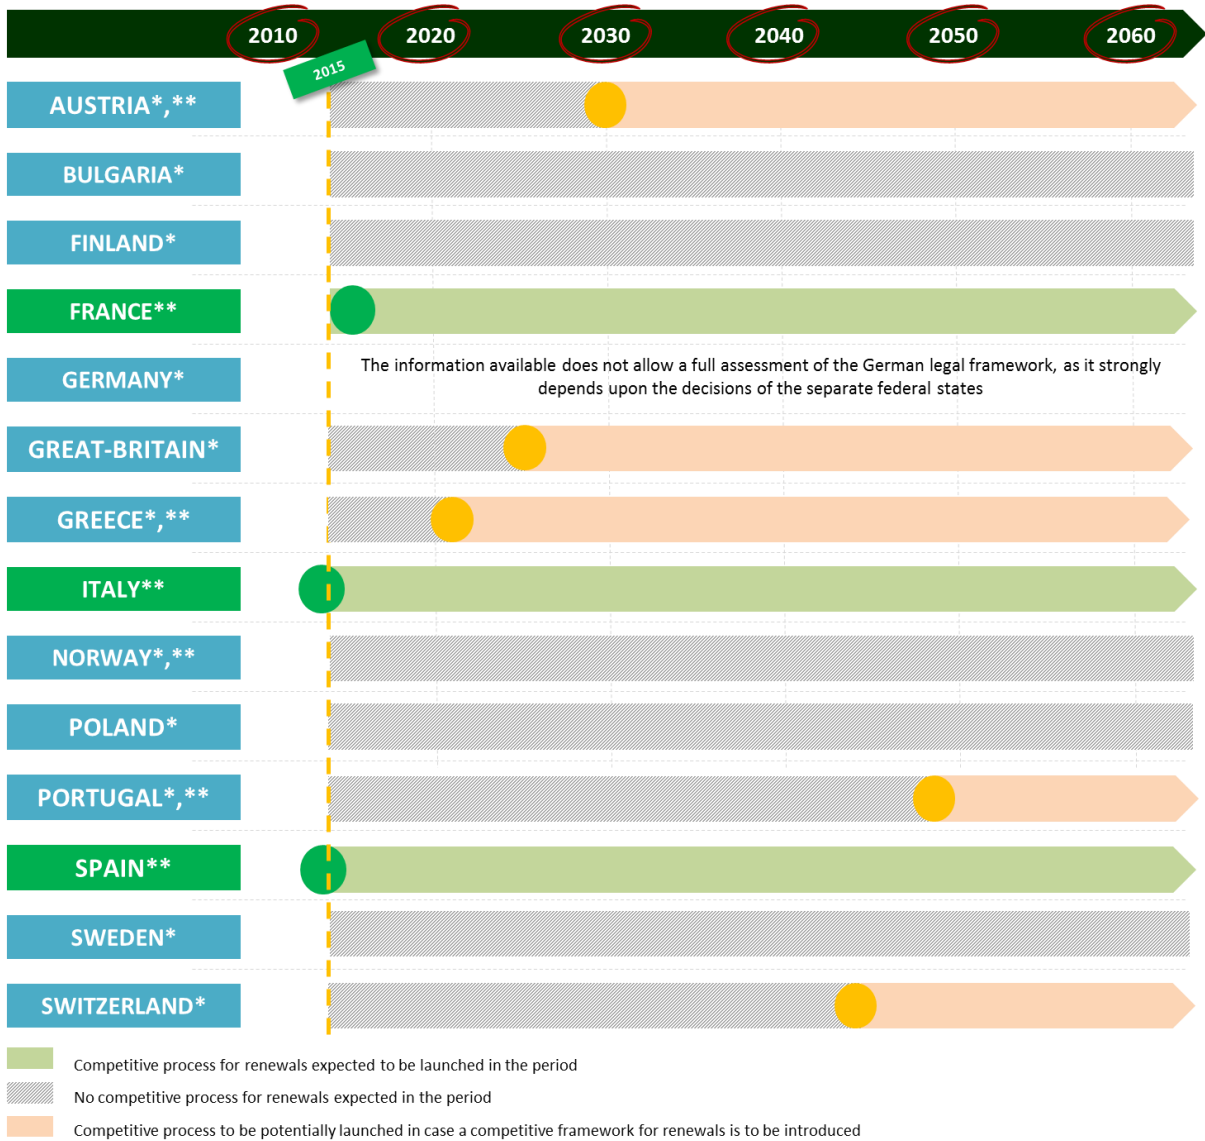 2010 2020 2030 2040 2050 2060
2015
AUSTRIA*,**
BULGARIA*
FINLAND*
FRANCE**
GERMANY*
The information available does not allow a full assessment of the German legal framework, as it strongly
depends upon the decisions of the separate federal states
GREAT-BRITAIN*
GREECE*,**
ITALY**
NORWAY*,**
POLAND*
PORTUGAL*,**
SPAIN**
SWEDEN*
SWITZERLAND*
Competitive process for renewals expected to be launched in the period
No competitive process for renewals expected in the period
Competitive process to be potentially launched in case a competitive framework for renewals is to be introduced